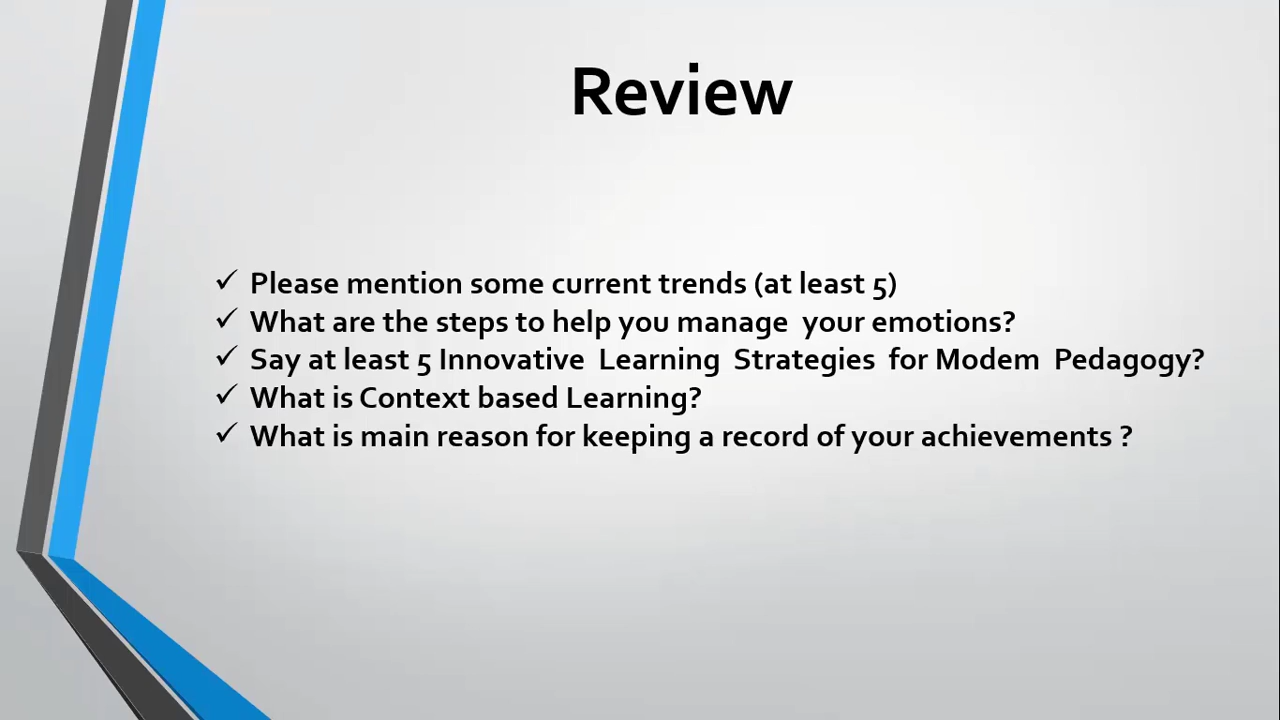 Review
✓ Please mention some current trends (at least 5)
✓ What are the steps to help you manage  your emotions?
✓ Say at least 5 Innovative  Learning  Strategies  for Modem  Pedagogy?
✓ What is Context based Learning?
✓ What is main reason for keeping a record of your achievements ?